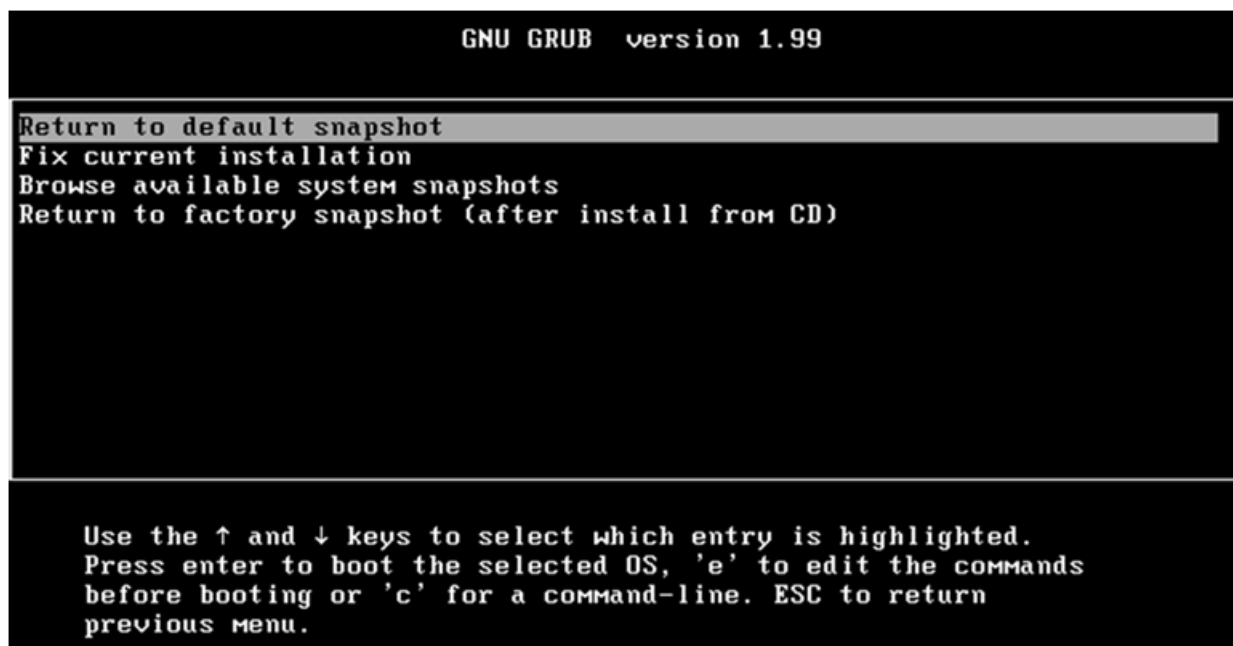 GNU GRUB version 1.99
Return to default snapshot
Fix current installation
Browse available system snapshots
Return to factory snapshot (after install from CD)
Use the ↑ and ↓ keys to select which entry is highlighted.
Press enter to boot the selected OS, 'e' to edit the commands
before booting or 'c' for a command-line. ESC to return
previous menu.